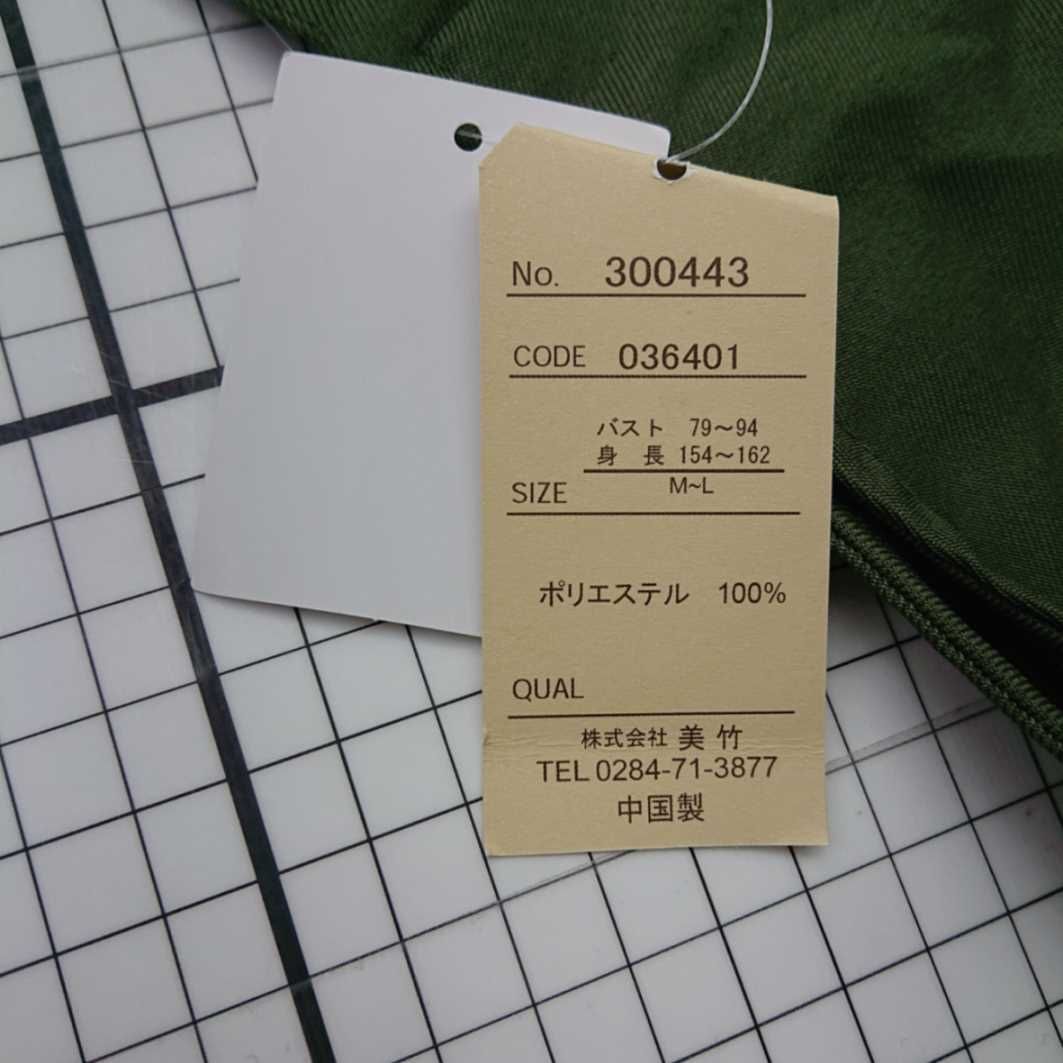 No. 300443
CODE 036401
バスト 79～94
身 長 154～162
M~L
SIZE
ポリエステル 100%
QUAL
株式会社 美 竹
TEL 0284-71-3877
中国製